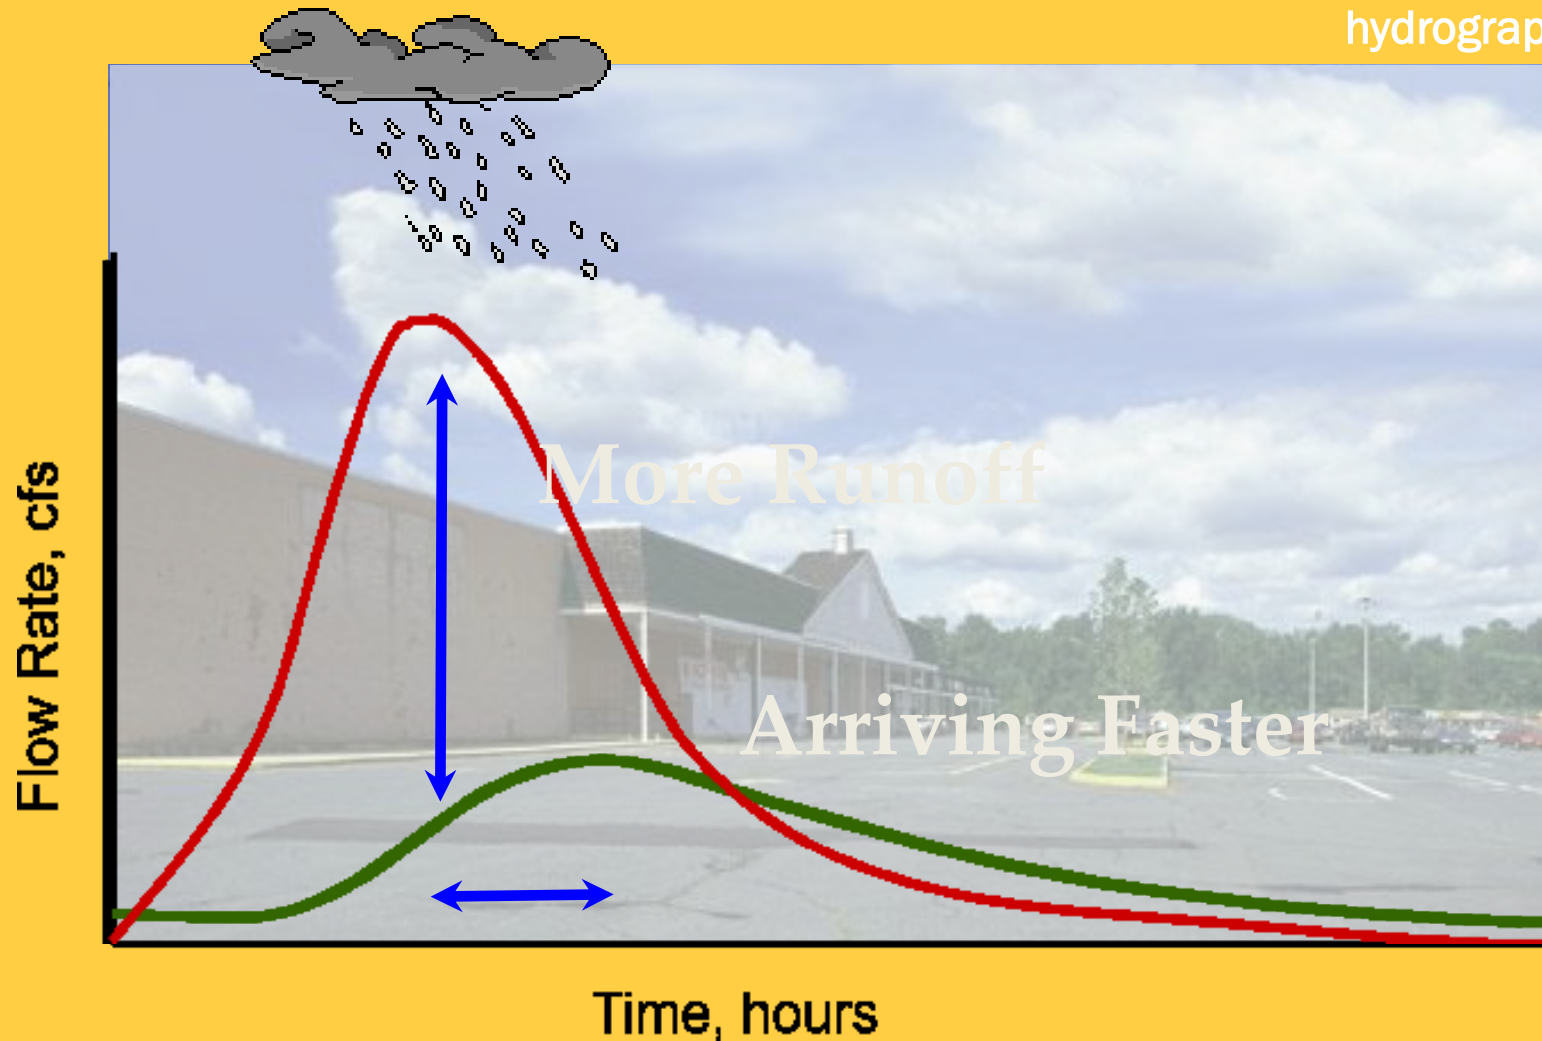 hydrograp
More Runoff
Arriving Faster
Flow Rate, cfs
Time, hours